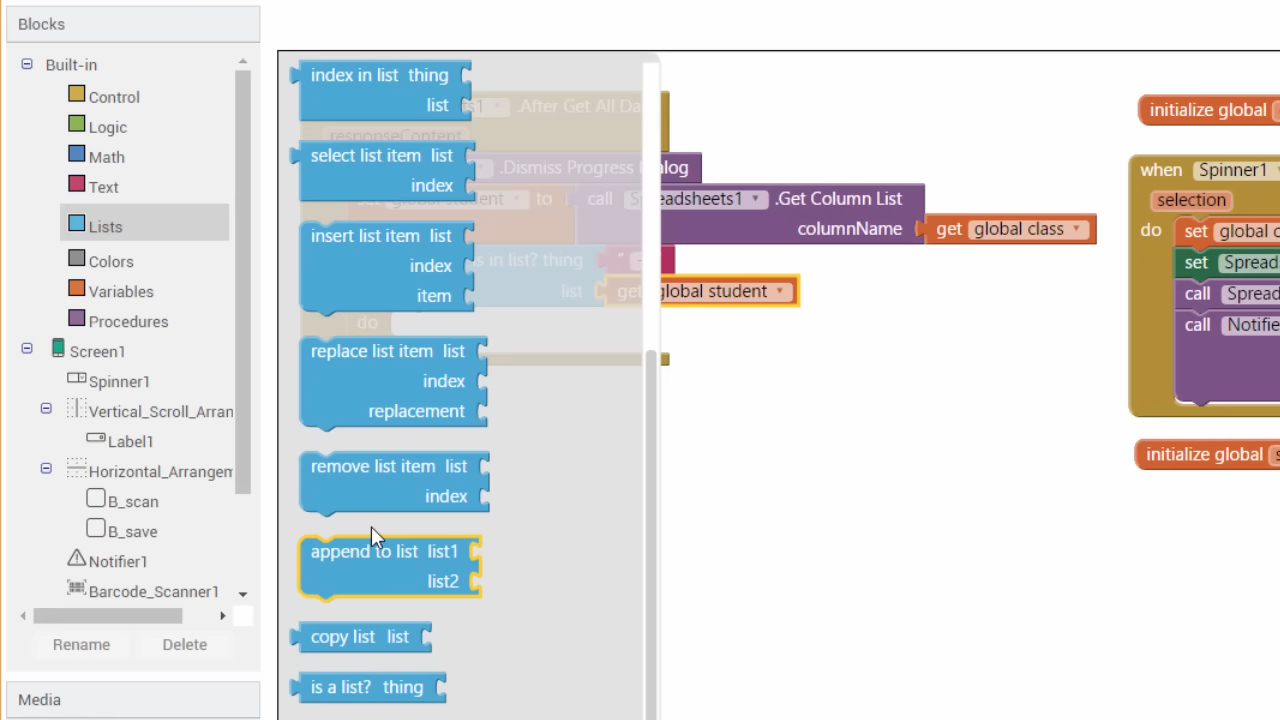 Blocks
Built-in
Control
Logic
Math
Text
Lists
Colors
Variables
Procedures
Screen1
Spinner1
Vertical_Scroll_Arran
Label1
Horizontal_Arrangem
B_scan
B_save
Notifier1
Barcode_Scanner1
Rename Delete
Media
index in list thing
list
select list item list
index
insert list item list
index
item
replace list item list
index
replacement
remove list item list
index
append to list list1
list2
copy list list
is a list? thing
.After Get All Da
responseContent
.Dismiss Progress alog
set global student to call S eadsheets1 .Get Column List
columnName get global class
s in list? thing " -
list get global student
do
initialize global
when Spinner1
selection
do set global c
set Spread
call Spread
call Notifie
initialize global s